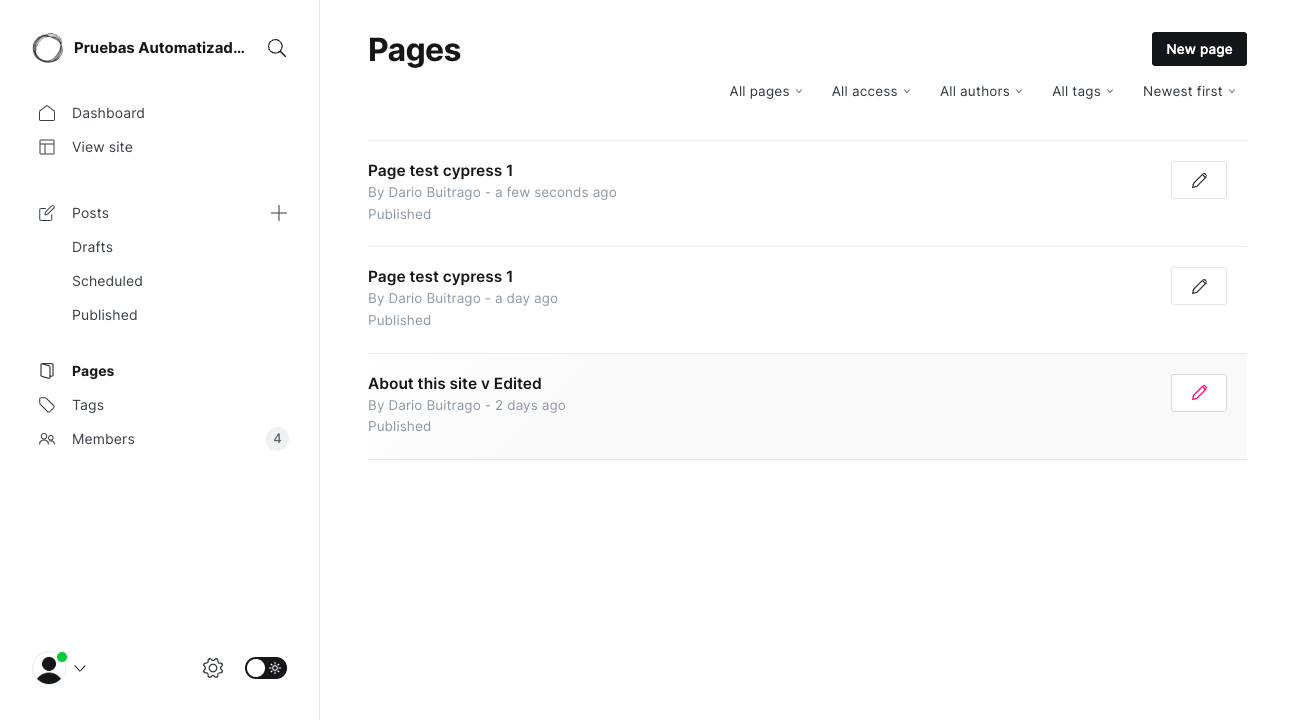 Pruebas Automatizad...
Dashboard
View site
Posts
Drafts
Scheduled
Published
Pages
Tags
Members 4
Pages
New page
All pages All access All authors All tags Newest first
Page test cypress 1
By Dario Buitrago - a few seconds ago
Published
Page test cypress 1
By Dario Buitrago - a day ago
Published
About this site v Edited
By Dario Buitrago - 2 days ago
Published